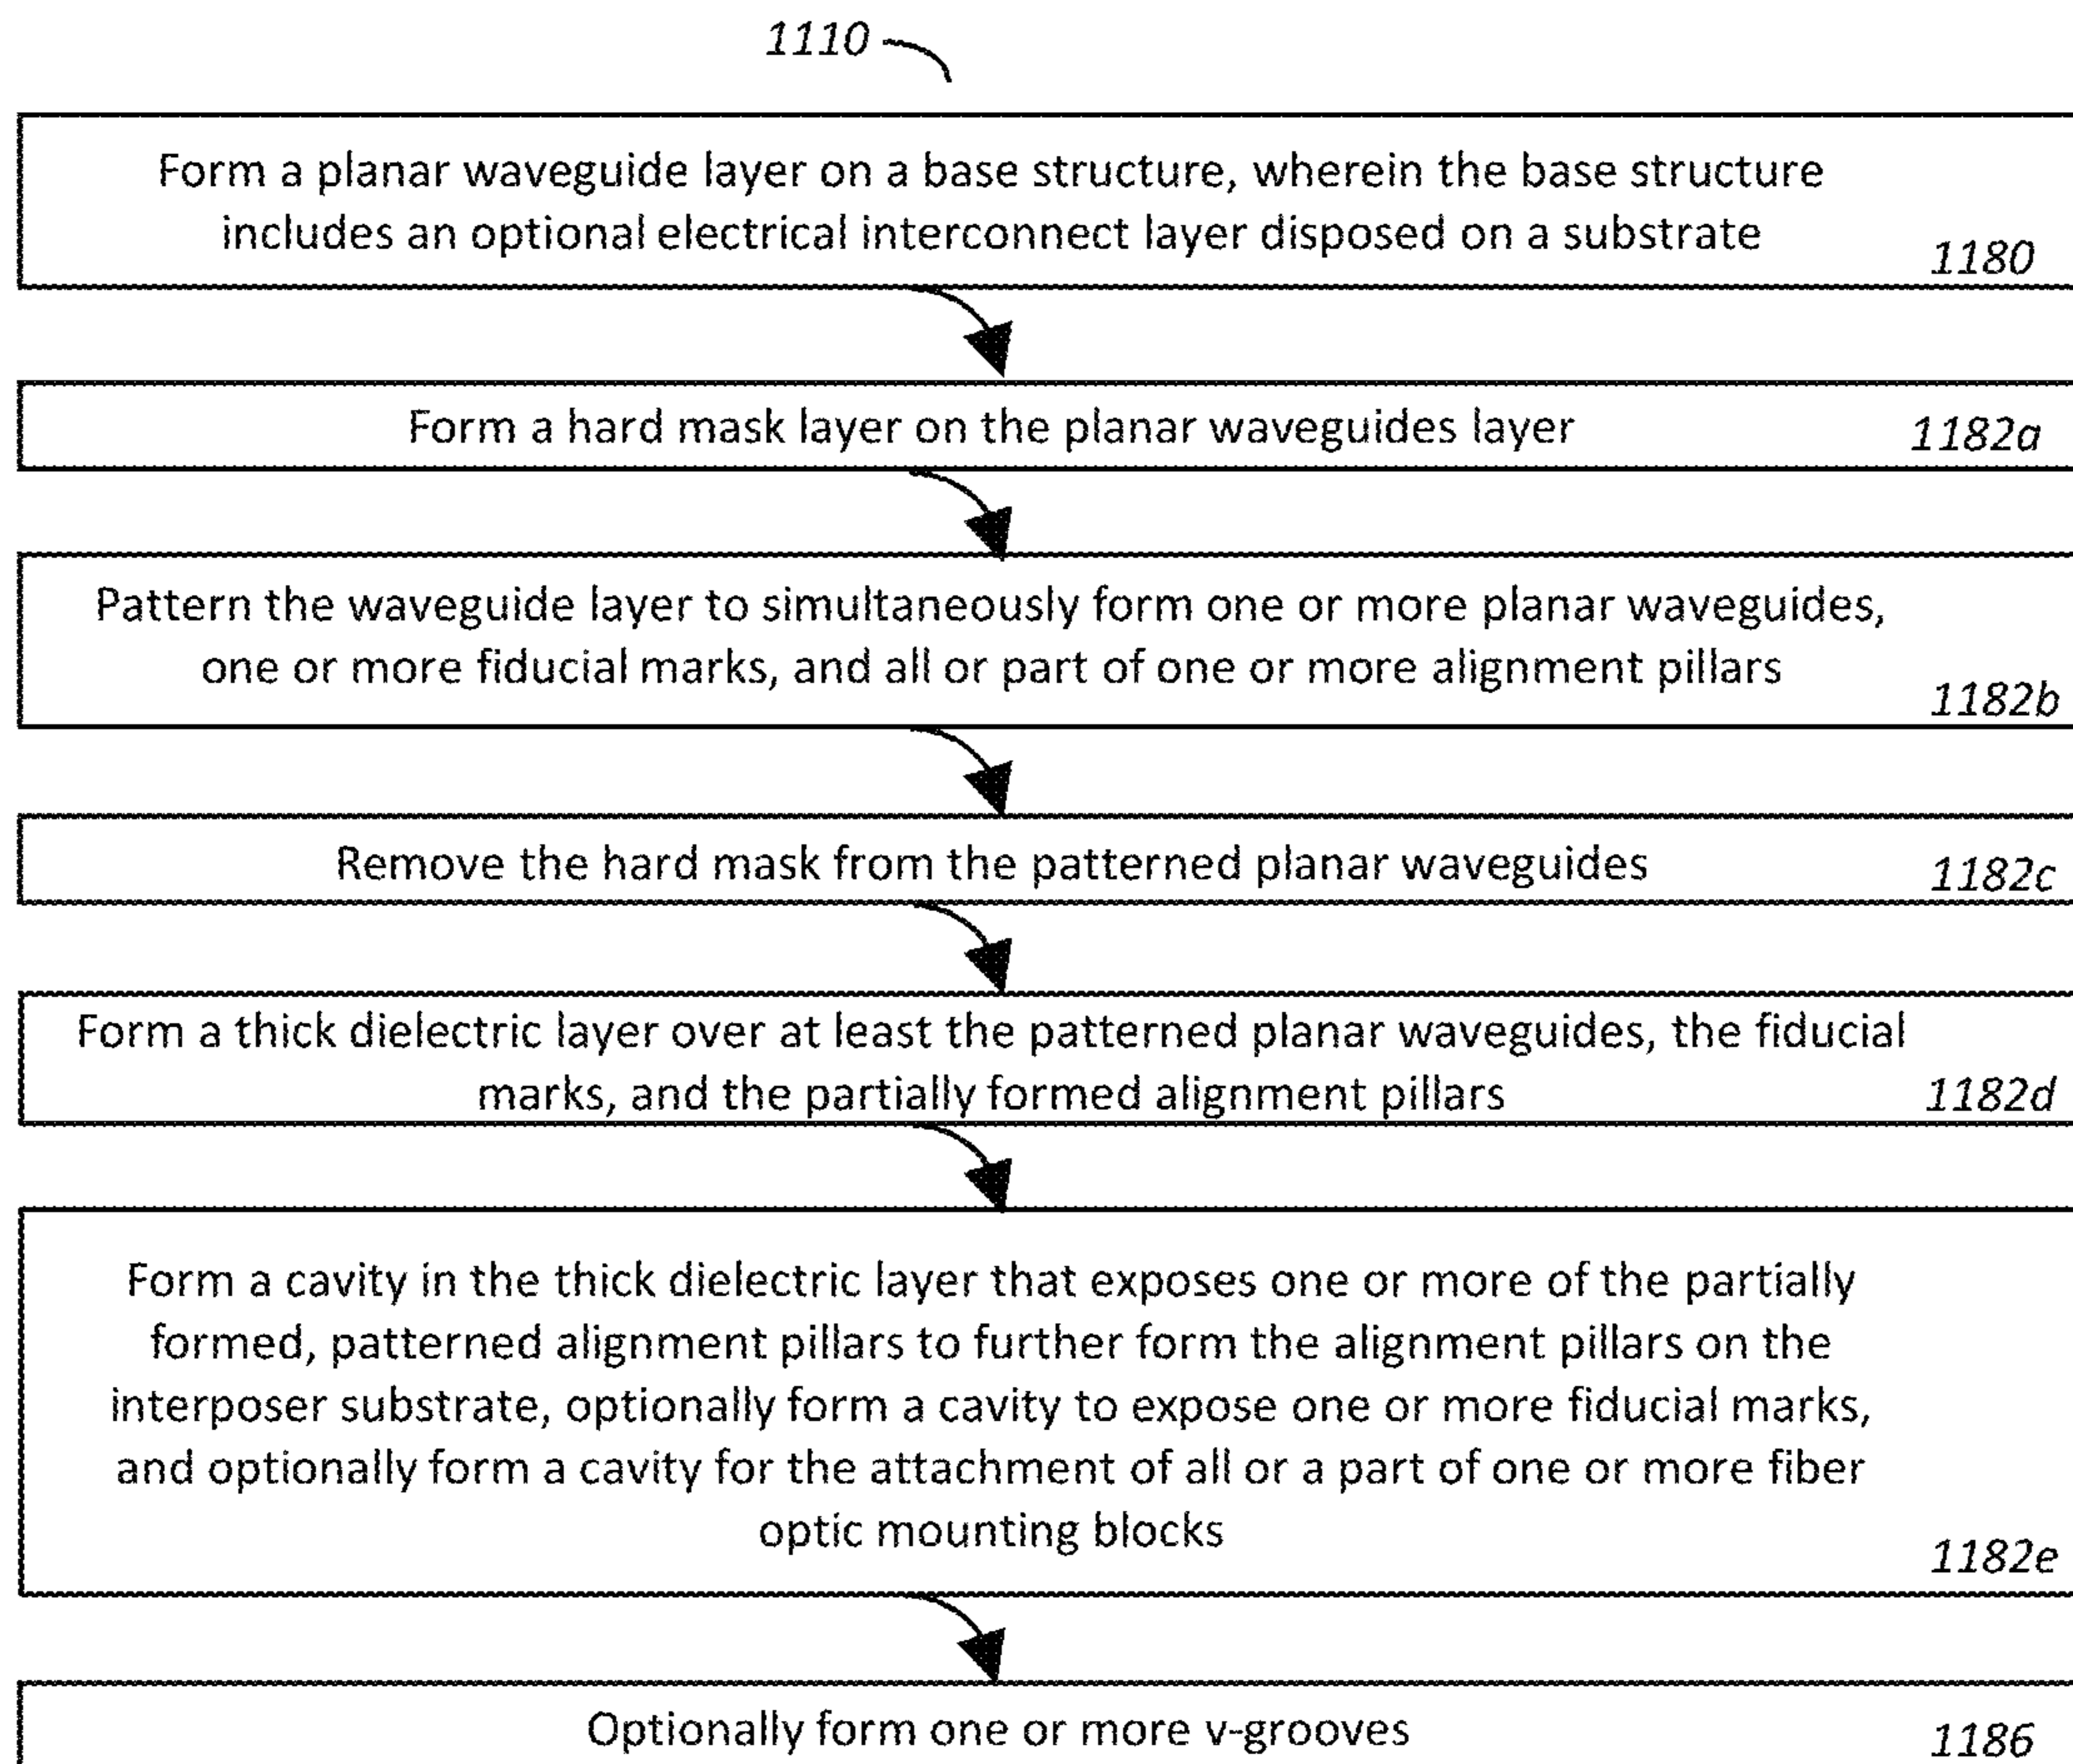 1110
Form a planar waveguide layer on a base structure, wherein the base structure
includes an optional electrical interconnect layer disposed on a substrate
1180
Form a hard mask layer on the planar waveguides layer
1182a
Pattern the waveguide layer to simultaneously form one or more planar waveguides,
one or more fiducial marks, and all or part of one or more alignment pillars
1182b
Remove the hard mask from the patterned planar waveguides
1182c
Form a thick dielectric layer over at least the patterned planar waveguides, the fiducial
marks, and the partially formed alignment pillars
1182d
Form a cavity in the thick dielectric layer that exposes one or more of the partially
formed, patterned alignment pillars to further form the alignment pillars on the
interposer substrate, optionally form a cavity to expose one or more fiducial marks,
and optionally form a cavity for the attachment of all or a part of one or more fiber
optic mounting blocks
1182e
Optionally form one or more v-grooves
1186